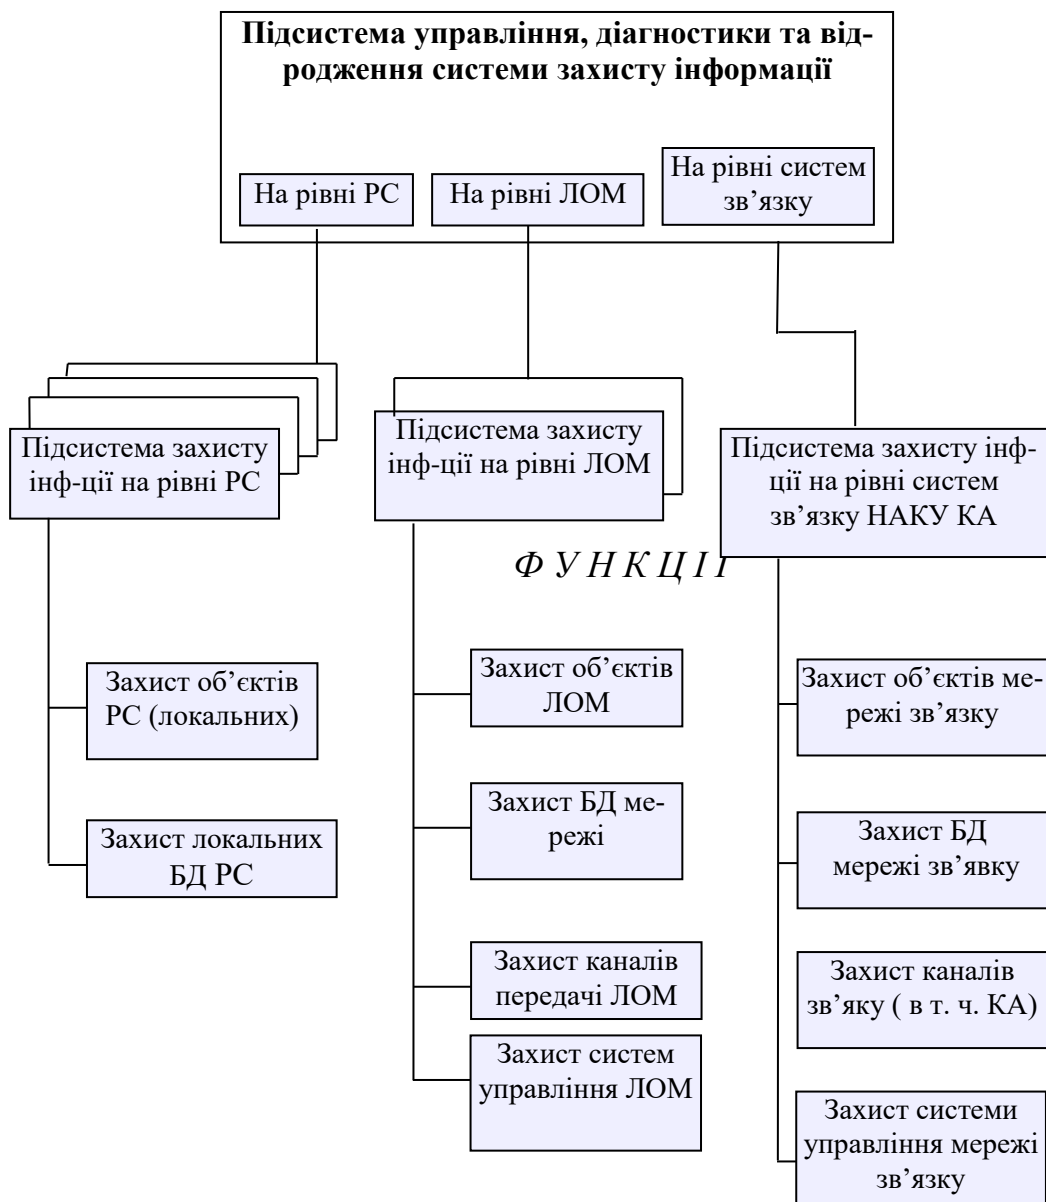 Підсистема управління, діагностики та від-
родження системи захисту інформації
На рівні РС
На рівні ЛОМ
На рівні систем
зв’язку
Підсистема захисту
інф-ції на рівні РС
Підсистема захисту
інф-ції на рівні ЛОМ
Підсистема захисту інф-
ції на рівні систем
зв’язку НАКУ КА
Ф У Н К Ц І Ї
Захист об’єктів
РС (локальних)
Захист локальних
БД РС
Захист об’єктів
ЛОМ
Захист БД ме-
режі
Захист каналів
передачі ЛОМ
Захист систем
управління ЛОМ
Захист об’єктів ме-
режі зв’язку
Захист БД
мережі зв’явку
Захист каналів
зв’яку ( в т. ч. КА)
Захист системи
управління мережі
зв’язку